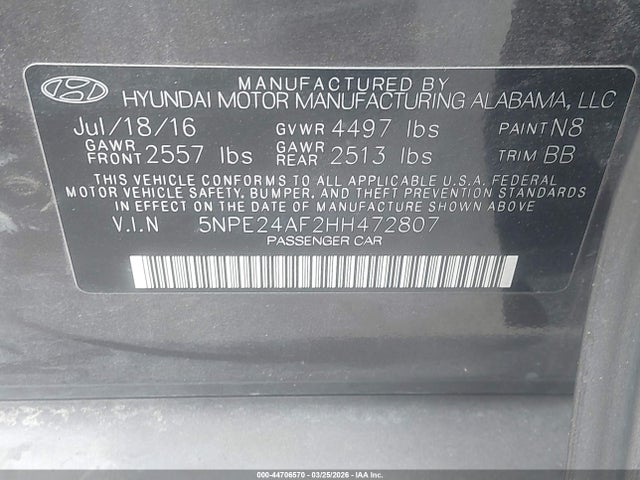 MANUFACTURED BY
HYUNDAI MOTOR MANUFACTURING ALABAMA, LLC
Jul/18/16 GVWR 4497 lbs PAINT N8
GAWR FRONT 2557 lbs GAWR REAR 2513 lbs TRIM BB
THIS VEHICLE CONFORMS TO ALL APPLICABLE U.S.A. FEDERAL
MOTOR VEHICLE SAFETY, BUMPER, AND THEFT PREVENTION STANDARDS
IN EFFECT ON THE DATE OF MANUFACTURE SHOWN ABOVE
V.I.N 5NPE24AF2HH472807
PASSENGER CAR
000-44706570 | 03/25/2026 - IAA Inc.